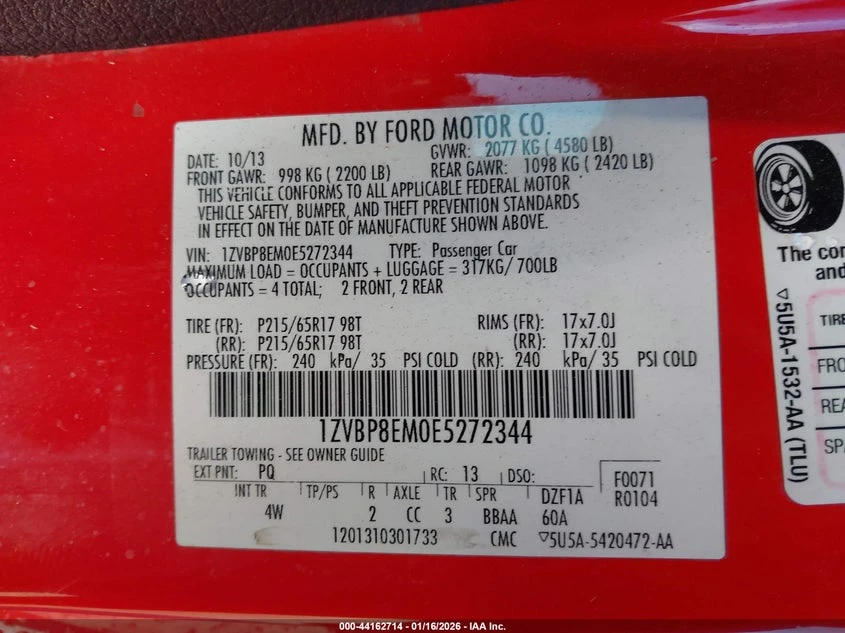 MFD. BY FORD MOTOR CO.
DATE: 10/13
GVWR: 2077 KG ( 4580 LB)
FRONT GAWR: 998 KG ( 2200 LB)
REAR GAWR: 1098 KG ( 2420 LB)
THIS VEHICLE CONFORMS TO ALL APPLICABLE FEDERAL MOTOR
VEHICLE SAFETY, BUMPER, AND THEFT PREVENTION STANDARDS
IN EFFECT ON THE DATE OF MANUFACTURE SHOWN ABOVE.
VIN: 1ZVBP8EM0E5272344 TYPE: Passenger Car
MAXIMUM LOAD = OCCUPANTS + LUGGAGE = 317KG/ 700LB
OCCUPANTS = 4 TOTAL; 2 FRONT, 2 REAR
TIRE (FR): P215/65R17 98T RIMS (FR): 17x7.0J
(RR): P215/65R17 98T (RR): 17x7.0J
PRESSURE (FR): 240 kPa/ 35 PSI COLD (RR): 240 kPa/ 35 PSI COLD
1ZVBP8EM0E5272344
TRAILER TOWING - SEE OWNER GUIDE
EXT PNT: PQ RC: 13 DSO: F0071
R0104
INT TR TP/PS R AXLE TR SPR DZF1A
4W 2 CC 3 BBAA 60A
1201310301733 CMC ▽5U5A-5420472-AA
The con
and
TIRE
FRO
REA
SPA
▽5U5A-1532-AA (TLU)
000-44162714 | 01/16/2026 - IAA Inc.